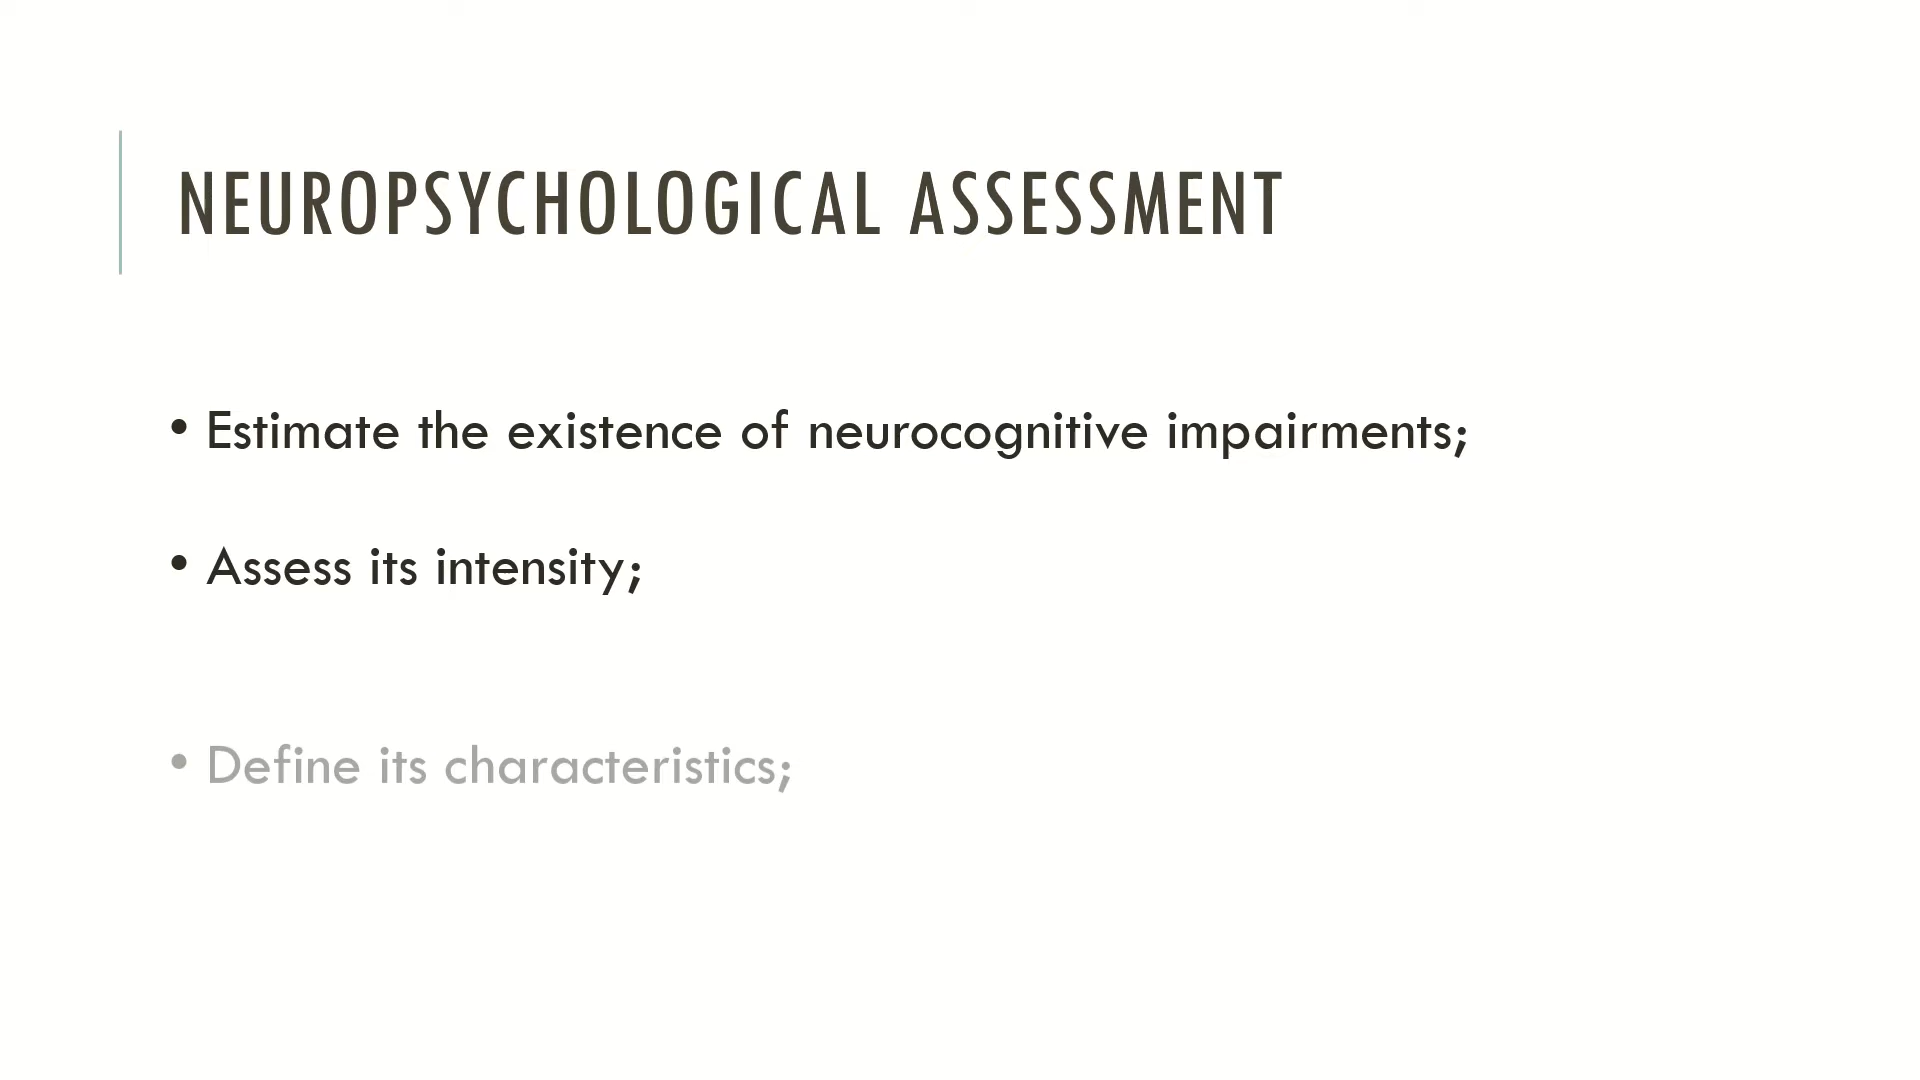 NEUROPSYCHOLOGICAL ASSESSMENT
• Estimate the existence of neurocognitive impairments;
• Assess its intensity;
• Define its characteristics;